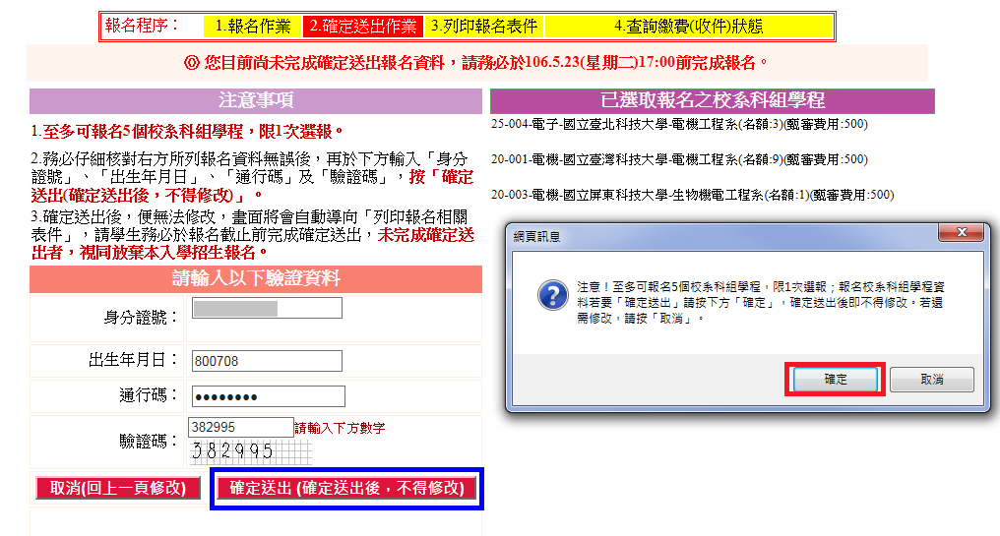 報名程序： 1.報名作業 2.確定送出作業 3.列印報名表件 4.查詢繳費(收件)狀態
◎ 您目前尚未完成確定送出報名資料，請務必於106.5.23(星期二)17:00前完成報名。
注意事項
1.至多可報名5個校系科組學程，限1次選報。
2.務必仔細核對右方所列報名資料無誤後，再於下方輸入「身分
證號」、「出生年月日」、「通行碼」及「驗證碼」，按「確定
送出(確定送出後，不得修改)」。
3.確定送出後，便無法修改，畫面將會自動導向「列印報名相關
表件」，請學生務必於報名截止前完成確定送出，未完成確定送
出者，視同放棄本入學招生報名。
請輸入以下驗證資料
身分證號：
出生年月日： 800708
通行碼： ●●●●●●●●
驗證碼： 382995 請輸入下方數字
382995
取消(回上一頁修改) 確定送出 (確定送出後，不得修改)
已選取報名之校系科組學程
25-004-電子-國立臺北科技大學-電機工程系(名額:3)(甄審費用:500)
20-001-電機-國立臺灣科技大學-電機工程系(名額:9)(甄審費用:500)
20-003-電機-國立屏東科技大學-生物機電工程系(名額:1)(甄審費用:500)
網頁訊息
注意！至多可報名5個校系科組學程，限1次選報；報名校系科組學程資
料若要「確定送出」請按下方「確定」，確定送出後即不得修改。若還
需修改，請按「取消」。
確定 取消